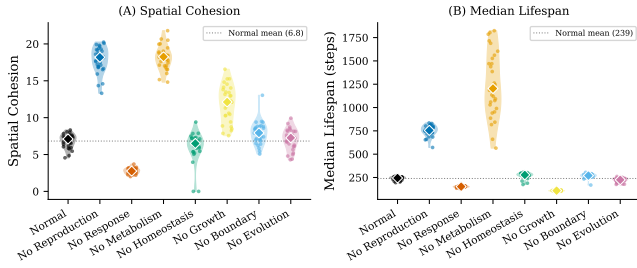 (A) Spatial Cohesion
Normal mean (6.8)
Spatial Cohesion
20
15
10
5
0
Normal
No Reproduction
No Response
No Metabolism
No Homeostasis
No Growth
No Boundary
No Evolution
(B) Median Lifespan
Normal mean (239)
Median Lifespan (steps)
1750
1500
1250
1000
750
500
250
Normal
No Reproduction
No Response
No Metabolism
No Homeostasis
No Growth
No Boundary
No Evolution